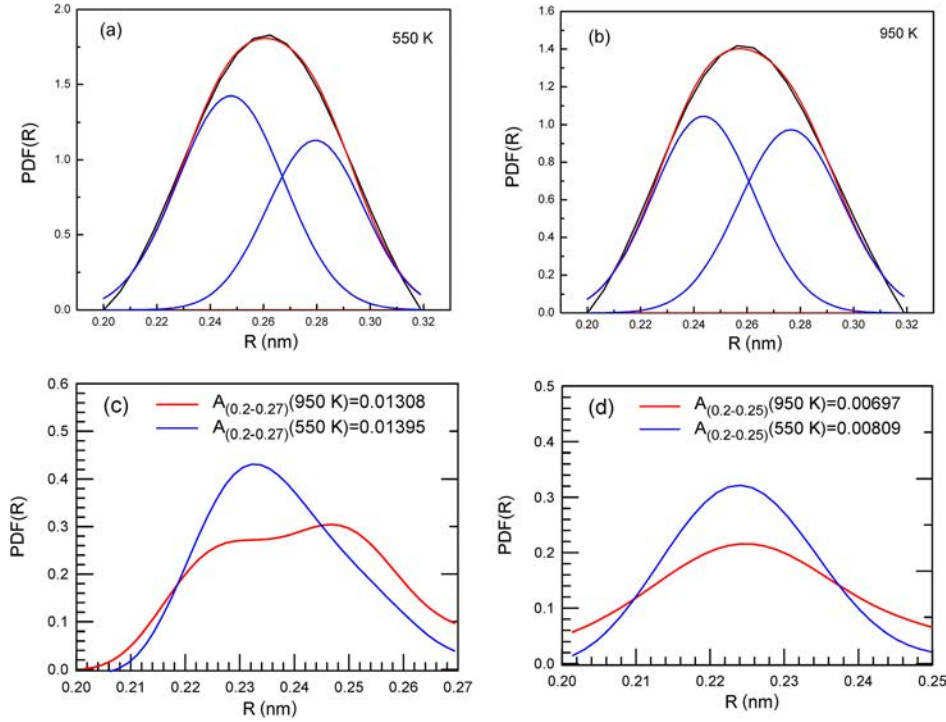 (a)
550 K
PDF(R)
2.0
1.5
1.0
0.5
0.0
0.20 0.22 0.24 0.26 0.28 0.30 0.32
R (nm)
(b)
950 K
PDF(R)
1.6
1.4
1.2
1.0
0.8
0.6
0.4
0.2
0.0
0.20 0.22 0.24 0.26 0.28 0.30 0.32
R (nm)
(c)
A(0.2-0.27)(950 K)=0.01308
A(0.2-0.27)(550 K)=0.01395
PDF(R)
0.6
0.5
0.4
0.3
0.2
0.1
0.0
0.20 0.21 0.22 0.23 0.24 0.25 0.26 0.27
R (nm)
(d)
A(0.2-0.25)(950 K)=0.00697
A(0.2-0.25)(550 K)=0.00809
PDF(R)
0.5
0.4
0.3
0.2
0.1
0.0
0.20 0.21 0.22 0.23 0.24 0.25
R (nm)